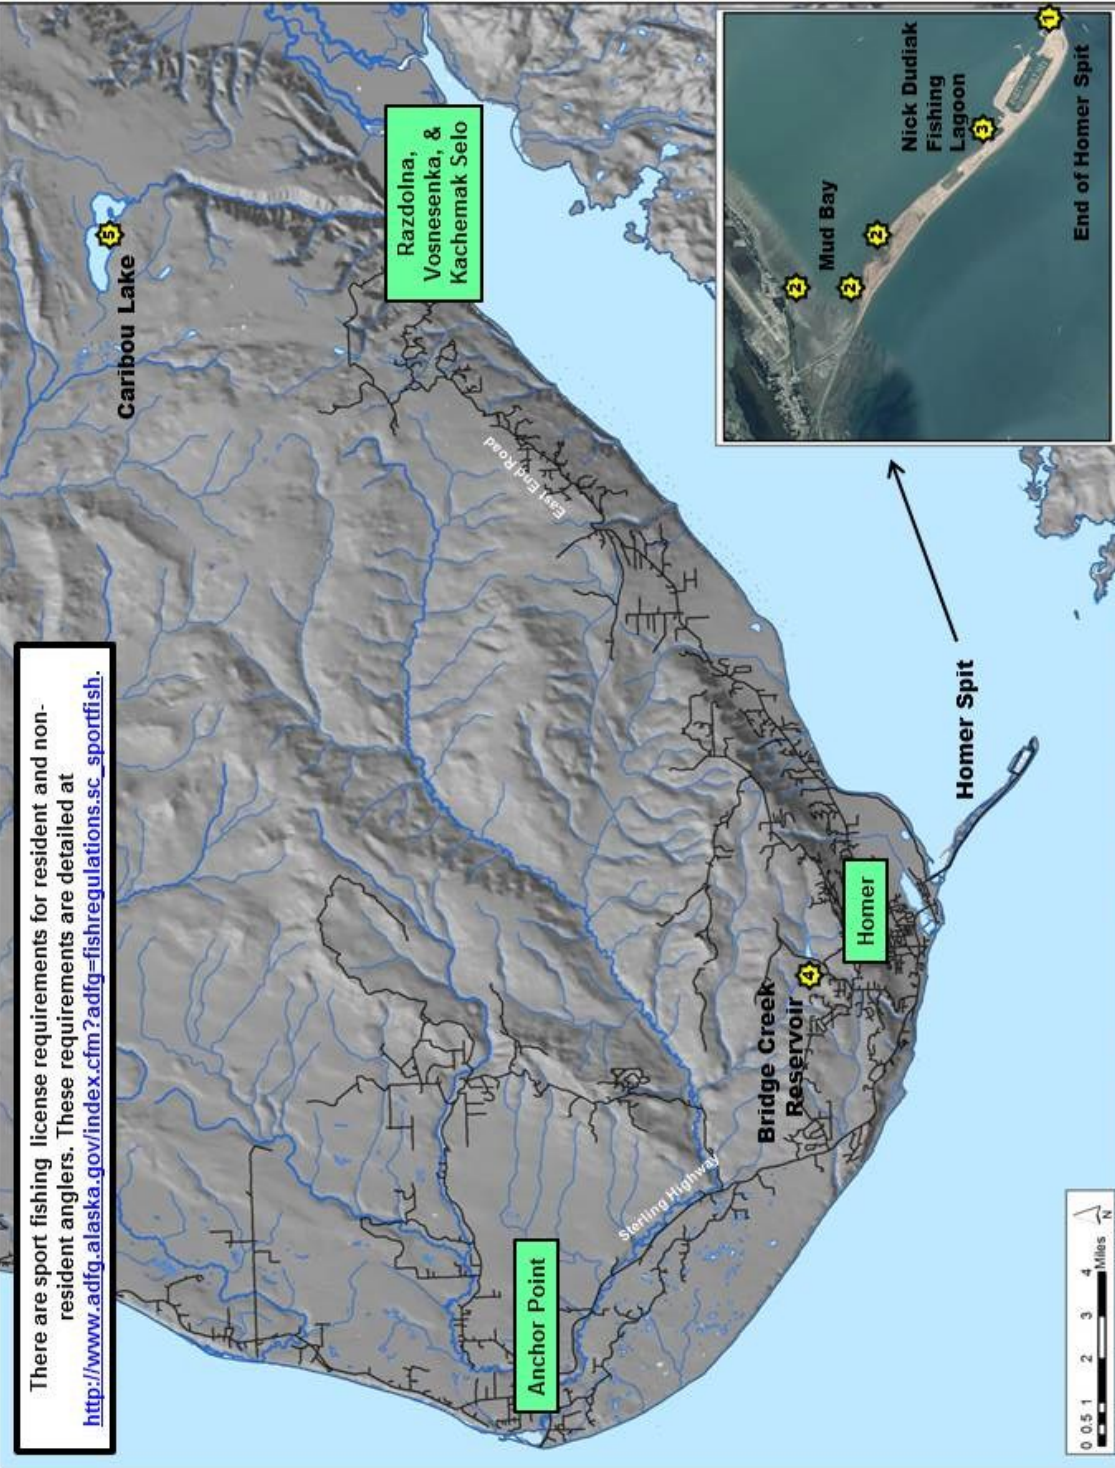 There are sport fishing license requirements for resident and non-
resident anglers. These requirements are detailed at
http://www.adfg.alaska.gov/index.cfm?adfg=fishregulations.sc_sportfish.
Caribou Lake
5
Razdolna,
Vosnesenka, &
Kachemak Selo
East End Road
Sterling Highway
Anchor Point
Bridge Creek
Reservoir
4
Homer
Homer Spit
Nick Dudiak
Fishing
Lagoon
3
Mud Bay
2
2
2
End of Homer Spit
1
0 0.5 1 2 3 4
Miles
N